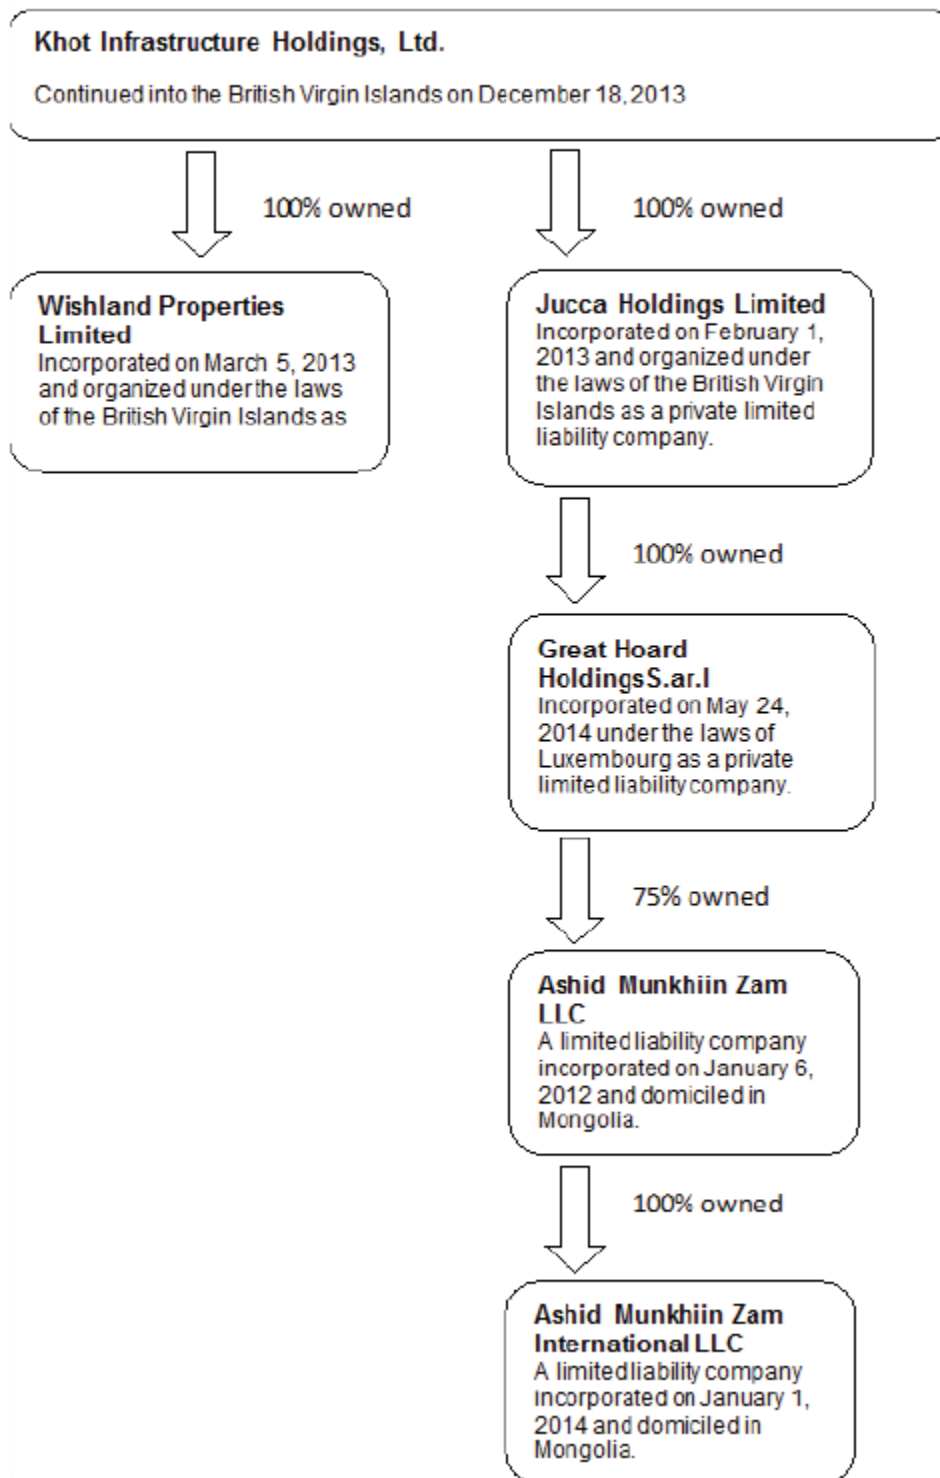 Khot Infrastructure Holdings, Ltd.
Continued into the British Virgin Islands on December 18, 2013
100% owned
100% owned
Wishland Properties
Limited
Incorporated on March 5, 2013
and organized under the laws
of the British Virgin Islands as
Jucca Holdings Limited
Incorporated on February 1,
2013 and organized under
the laws of the British Virgin
Islands as a private limited
liability company.
100% owned
Great Hoard
Holdings S.ar.l
Incorporated on May 24,
2014 under the laws of
Luxembourg as a private
limited liability company.
75% owned
Ashid Munkhiin Zam
LLC
A limited liability company
incorporated on January 6,
2012 and domiciled in
Mongolia.
100% owned
Ashid Munkhiin Zam
International LLC
A limited liability company
incorporated on January 1,
2014 and domiciled in
Mongolia.